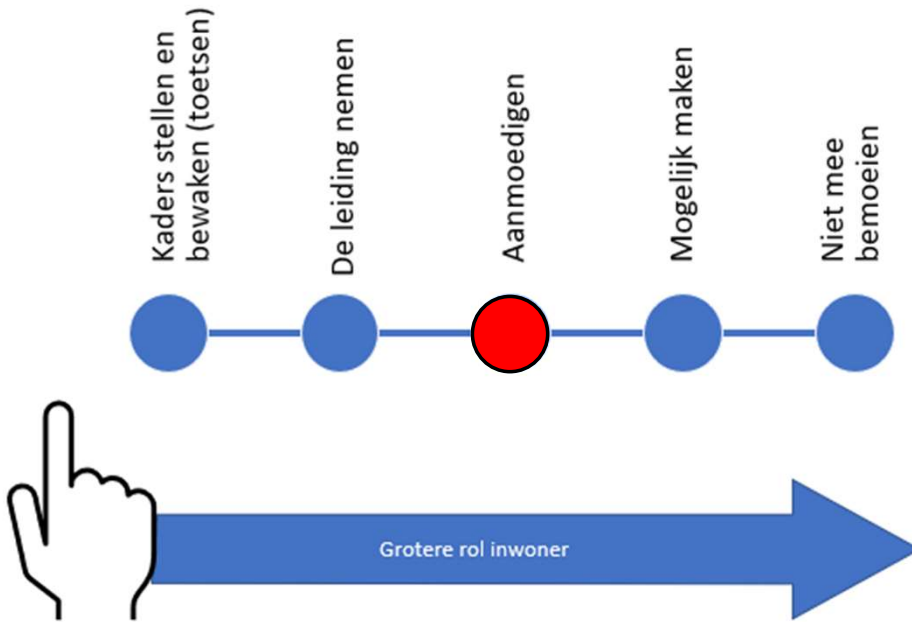 Kaders stellen en
bewaken (toetsen)
De leiding nemen
Aanmoedigen
Mogelijk maken
Niet mee
bemoeien
Grotere rol inwoner